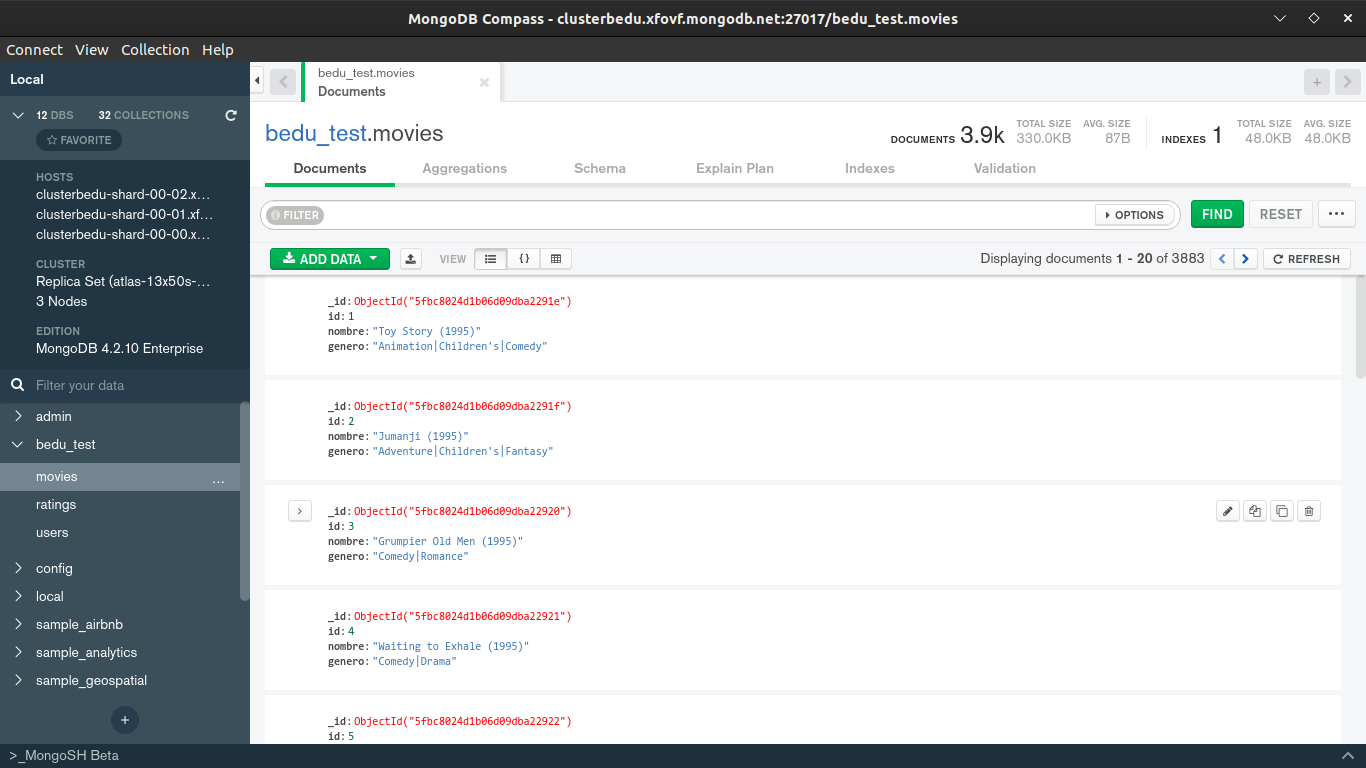 MongoDB Compass - clusterbedu.xfovf.mongodb.net:27017/bedu_test.movies
Connect View Collection Help
Local
12 DBS 32 COLLECTIONS
FAVORITE
HOSTS
clusterbedu-shard-00-02.x...
clusterbedu-shard-00-01.xf...
clusterbedu-shard-00-00.x...
CLUSTER
Replica Set (atlas-13x50s-...
3 Nodes
EDITION
MongoDB 4.2.10 Enterprise
Filter your data
admin
bedu_test
movies ...
ratings
users
config
local
sample_airbnb
sample_analytics
sample_geospatial
+
>_MongoSH Beta
bedu_test.movies
Documents
bedu_test.movies
DOCUMENTS 3.9k TOTAL SIZE 330.0KB AVG. SIZE 87B INDEXES 1 TOTAL SIZE 48.0KB AVG. SIZE 48.0KB
Documents Aggregations Schema Explain Plan Indexes Validation
FILTER OPTIONS FIND RESET ...
ADD DATA VIEW {} Displaying documents 1 - 20 of 3883 REFRESH
_id: ObjectId("5fbc8024d1b06d09dba2291e")
id: 1
nombre: "Toy Story (1995)"
genero: "Animation|Children's|Comedy"
_id: ObjectId("5fbc8024d1b06d09dba2291f")
id: 2
nombre: "Jumanji (1995)"
genero: "Adventure|Children's|Fantasy"
_id: ObjectId("5fbc8024d1b06d09dba22920")
id: 3
nombre: "Grumpier Old Men (1995)"
genero: "Comedy|Romance"
_id: ObjectId("5fbc8024d1b06d09dba22921")
id: 4
nombre: "Waiting to Exhale (1995)"
genero: "Comedy|Drama"
_id: ObjectId("5fbc8024d1b06d09dba22922")
id: 5